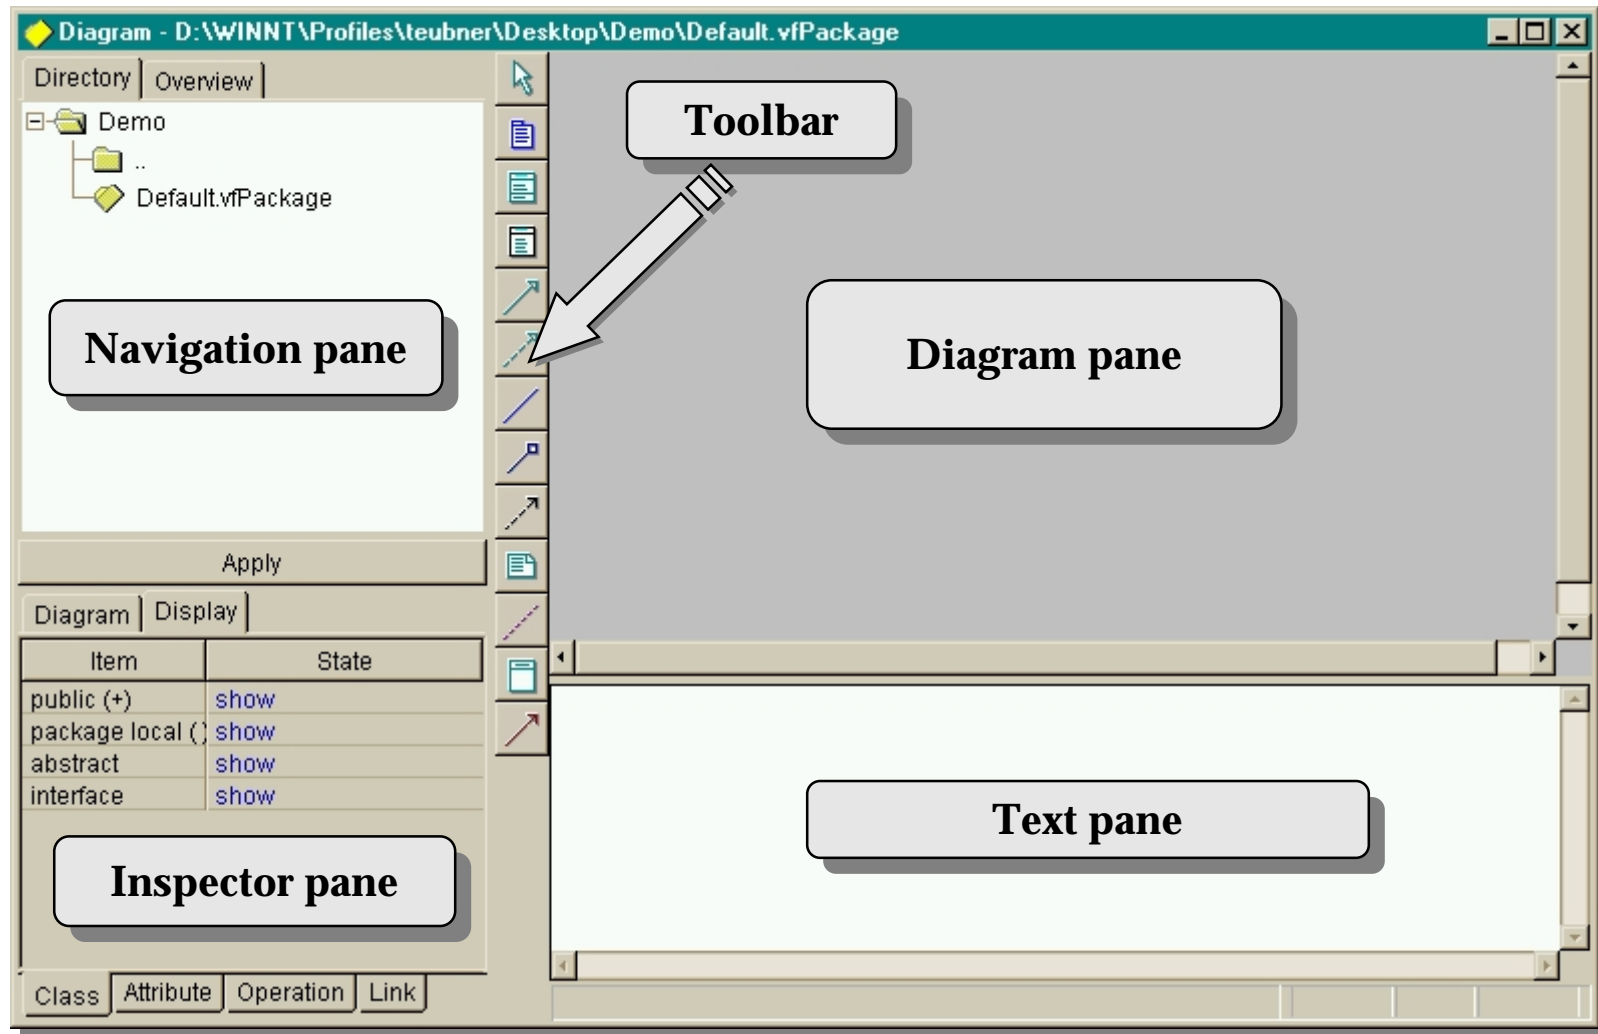 Diagram - D:\WINNT\Profiles\teubner\Desktop\Demo\Default.vfPackage
Directory Overview
Demo
..
Default.vfPackage
Toolbar
Navigation pane
Diagram pane
Apply
Diagram Display
Item State
public (+) show
package local () show
abstract show
interface show
Inspector pane
Text pane
Class Attribute Operation Link